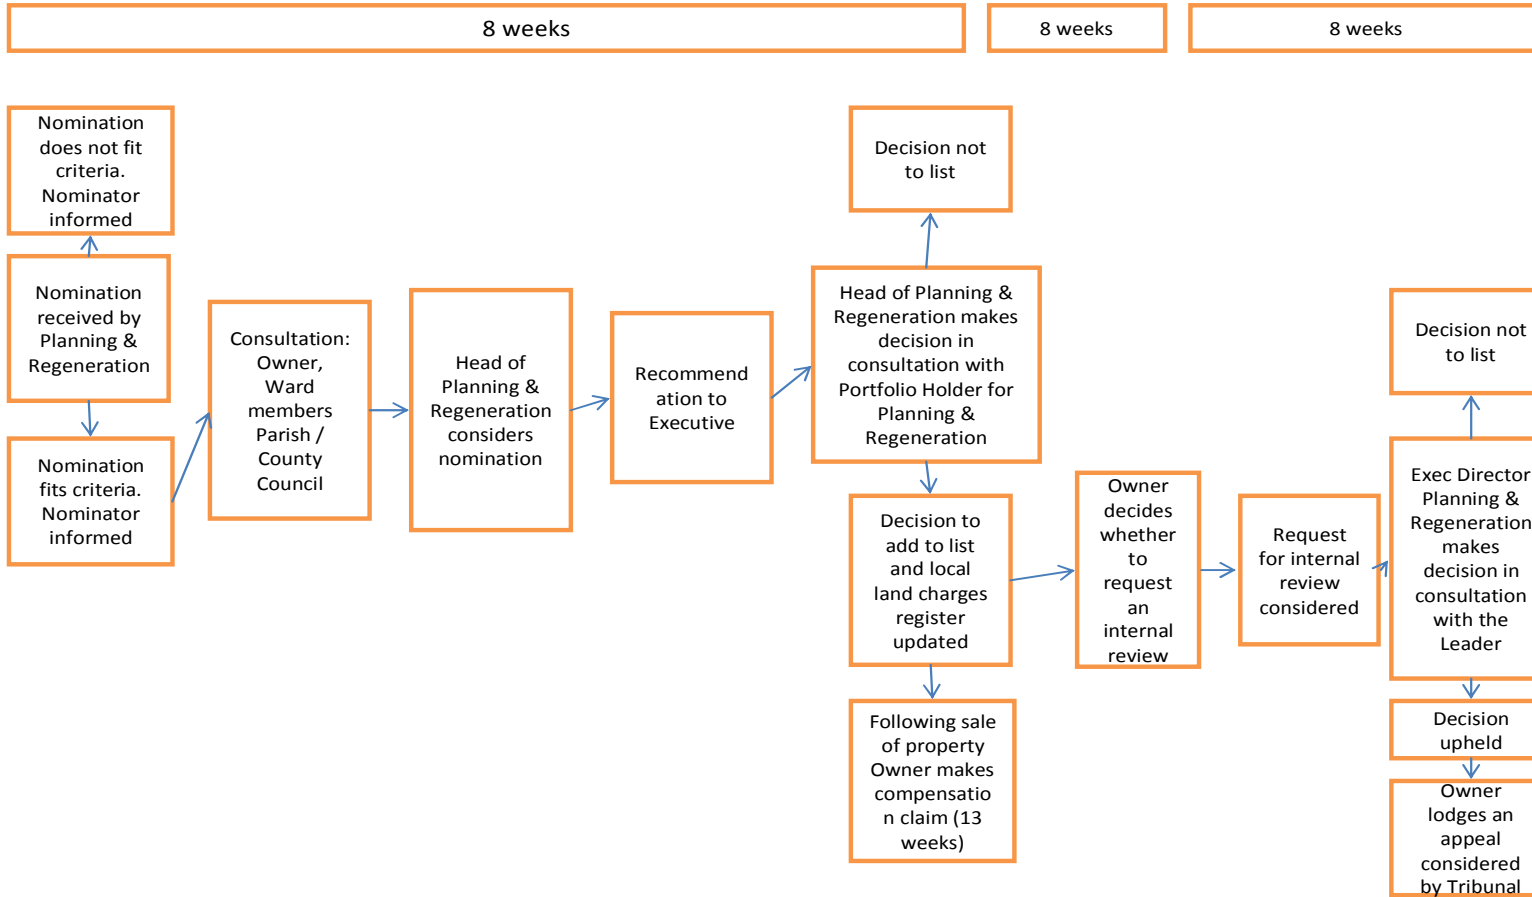 8 weeks
8 weeks
8 weeks
Nomination
does not fit
criteria.
Nominator
informed
Nomination
received by
Planning &
Regeneration
Nomination
fits criteria.
Nominator
informed
Consultation:
Owner,
Ward
members
Parish /
County
Council
Head of
Planning &
Regeneration
considers
nomination
Recommend
ation to
Executive
Decision not
to list
Head of Planning &
Regeneration makes
decision in
consultation with
Portfolio Holder for
Planning &
Regeneration
Decision to
add to list
and local
land charges
register
updated
Following sale
of property
Owner makes
compensatio
n claim (13
weeks)
Owner
decides
whether
to
request
an
internal
review
Request
for internal
review
considered
Decision not
to list
Exec Director
Planning &
Regeneration
makes
decision in
consultation
with the
Leader
Decision
upheld
Owner
lodges an
appeal
considered
by Tribunal